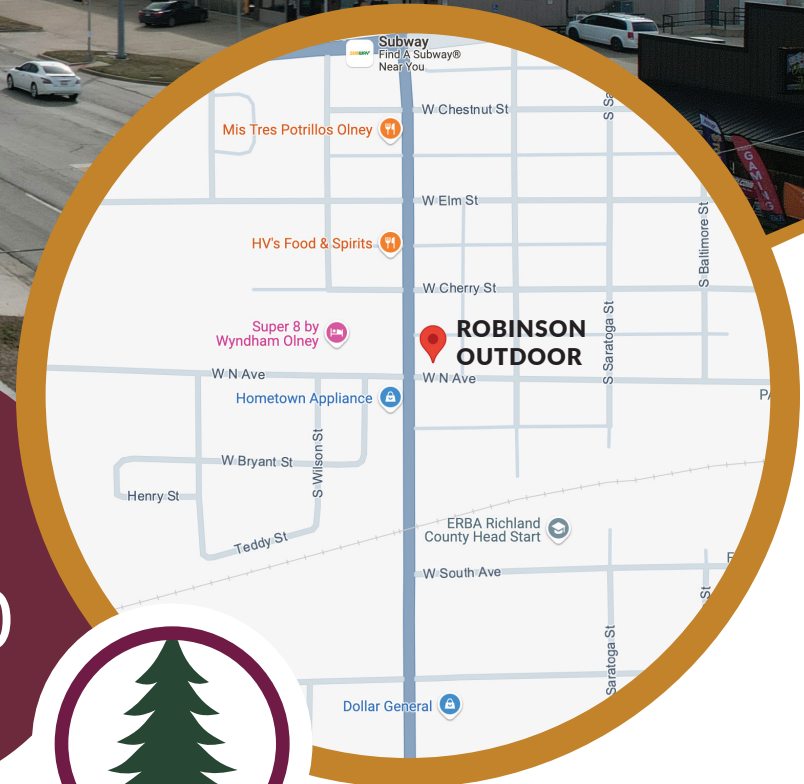 Subway
Find A Subway®
Near You
W Chestnut St
Mis Tres Potrillos Olney
GAMING
W Elm St
S Baltimore St
HV's Food & Spirits
W Cherry St
Super 8 by
Wyndham Olney
ROBINSON
OUTDOOR
S Saratoga St
W N Ave
W N Ave
Hometown Appliance
W Bryant St
S Wilson St
Henry St
Teddy St
ERBA Richland
County Head Start
W South Ave
St
Saratoga St
Dollar General